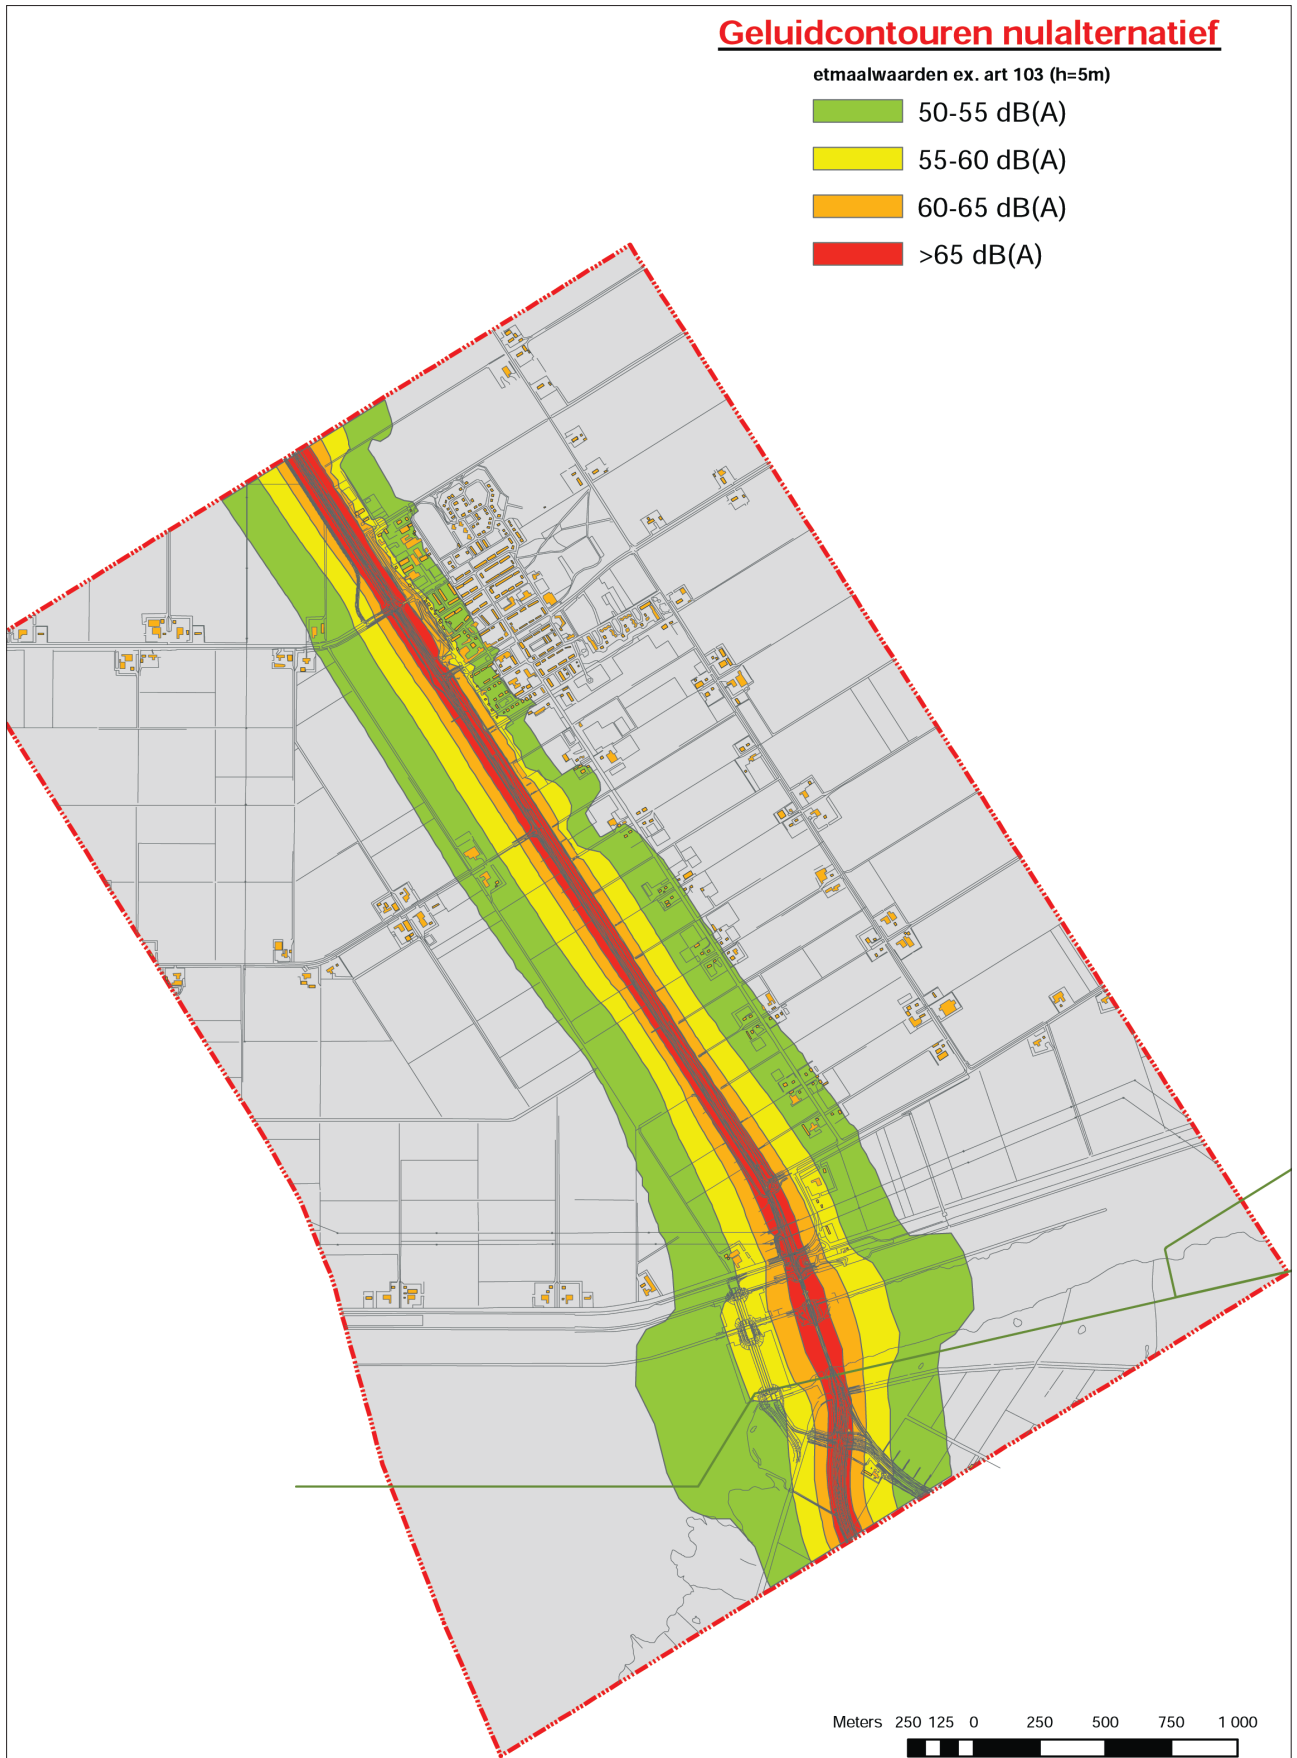 Geluidcontouren nulalternatief
etmaalwaarden ex. art 103 (h=5m)
50-55 dB(A)
55-60 dB(A)
60-65 dB(A)
>65 dB(A)
Meters 250 125 0 250 500 750 1 000